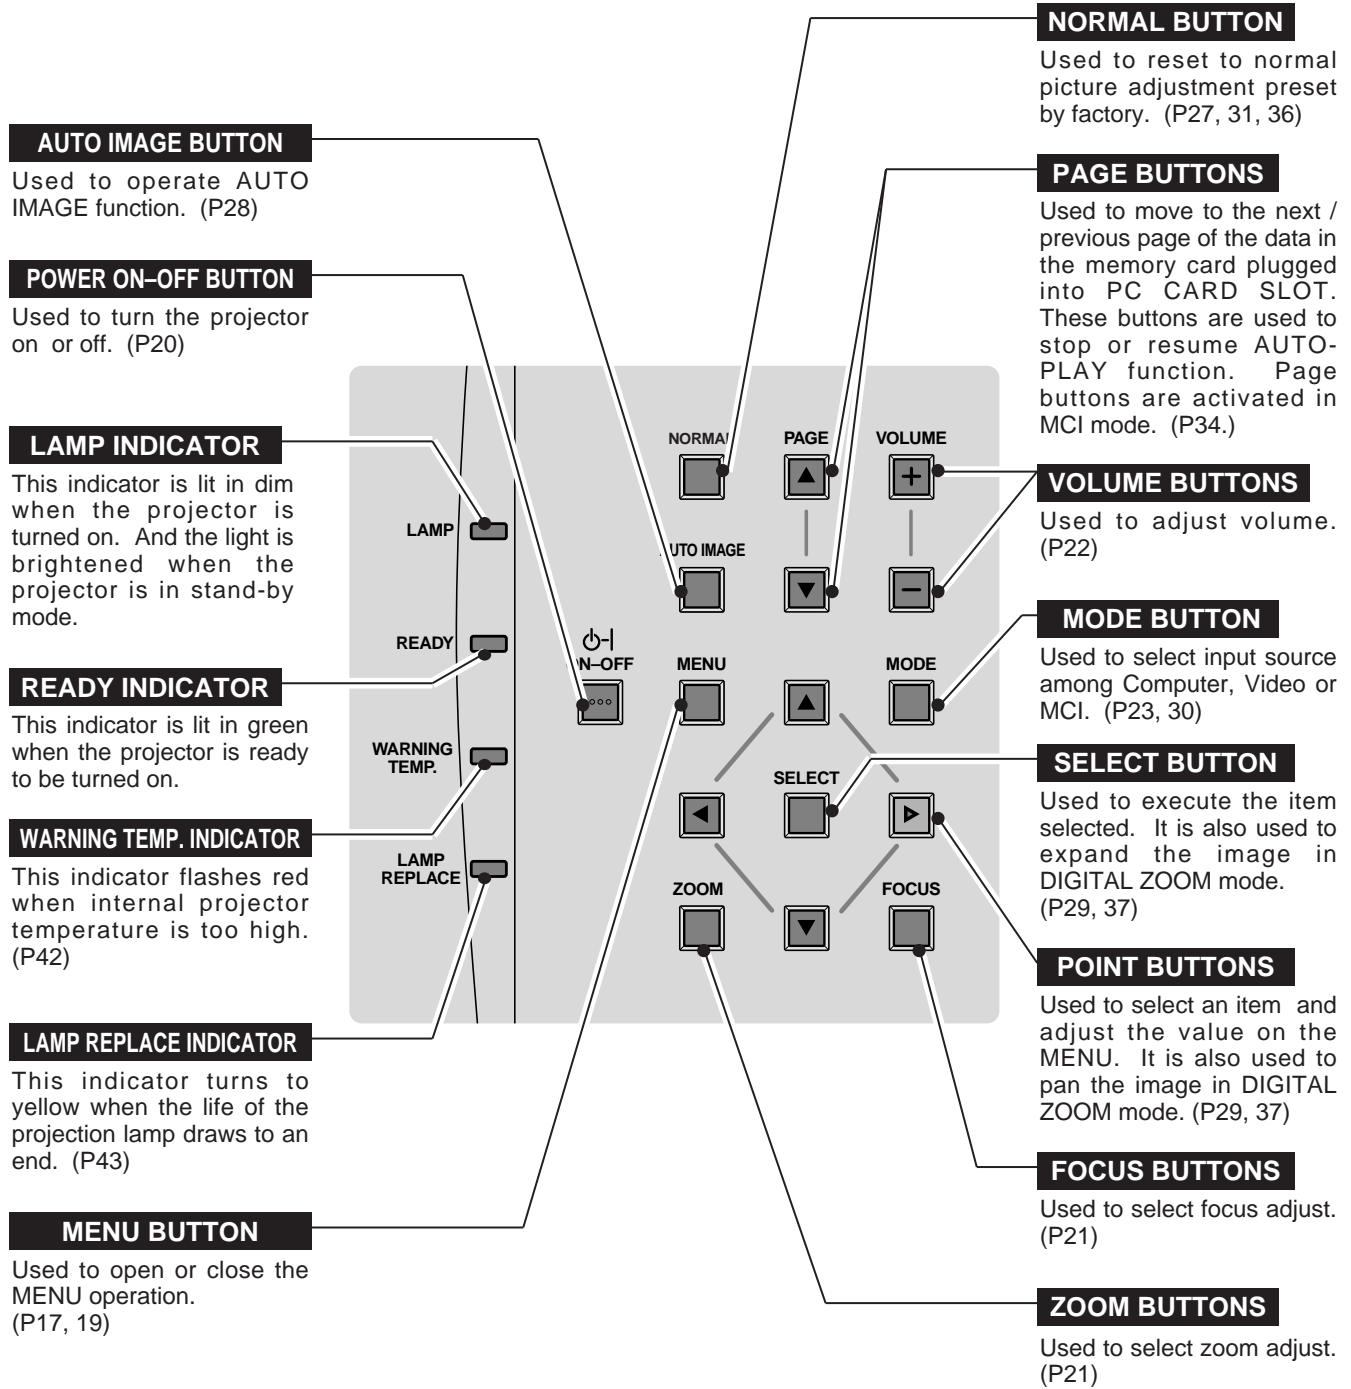 NORMAL BUTTON
Used to reset to normal
picture adjustment preset
by factory. (P27, 31, 36)
AUTO IMAGE BUTTON
Used to operate AUTO
IMAGE function. (P28)
PAGE BUTTONS
Used to move to the next /
previous page of the data in
the memory card plugged
into PC CARD SLOT.
These buttons are used to
stop or resume AUTO-
PLAY function. Page
buttons are activated in
MCI mode. (P34.)
POWER ON–OFF BUTTON
Used to turn the projector
on or off. (P20)
LAMP INDICATOR
This indicator is lit in dim
when the projector is
turned on. And the light is
brightened when the
projector is in stand-by
mode.
READY INDICATOR
This indicator is lit in green
when the projector is ready
to be turned on.
WARNING TEMP. INDICATOR
This indicator flashes red
when internal projector
temperature is too high.
(P42)
LAMP REPLACE INDICATOR
This indicator turns to
yellow when the life of the
projection lamp draws to an
end. (P43)
MENU BUTTON
Used to open or close the
MENU operation.
(P17, 19)
NORMAL
PAGE
VOLUME
LAMP
AUTO IMAGE
READY
ON–OFF
MENU
MODE
WARNING
TEMP.
SELECT
LAMP
REPLACE
ZOOM
FOCUS
VOLUME BUTTONS
Used to adjust volume.
(P22)
MODE BUTTON
Used to select input source
among Computer, Video or
MCI. (P23, 30)
SELECT BUTTON
Used to execute the item
selected. It is also used to
expand the image in
DIGITAL ZOOM mode.
(P29, 37)
POINT BUTTONS
Used to select an item and
adjust the value on the
MENU. It is also used to
pan the image in DIGITAL
ZOOM mode. (P29, 37)
FOCUS BUTTONS
Used to select focus adjust.
(P21)
ZOOM BUTTONS
Used to select zoom adjust.
(P21)